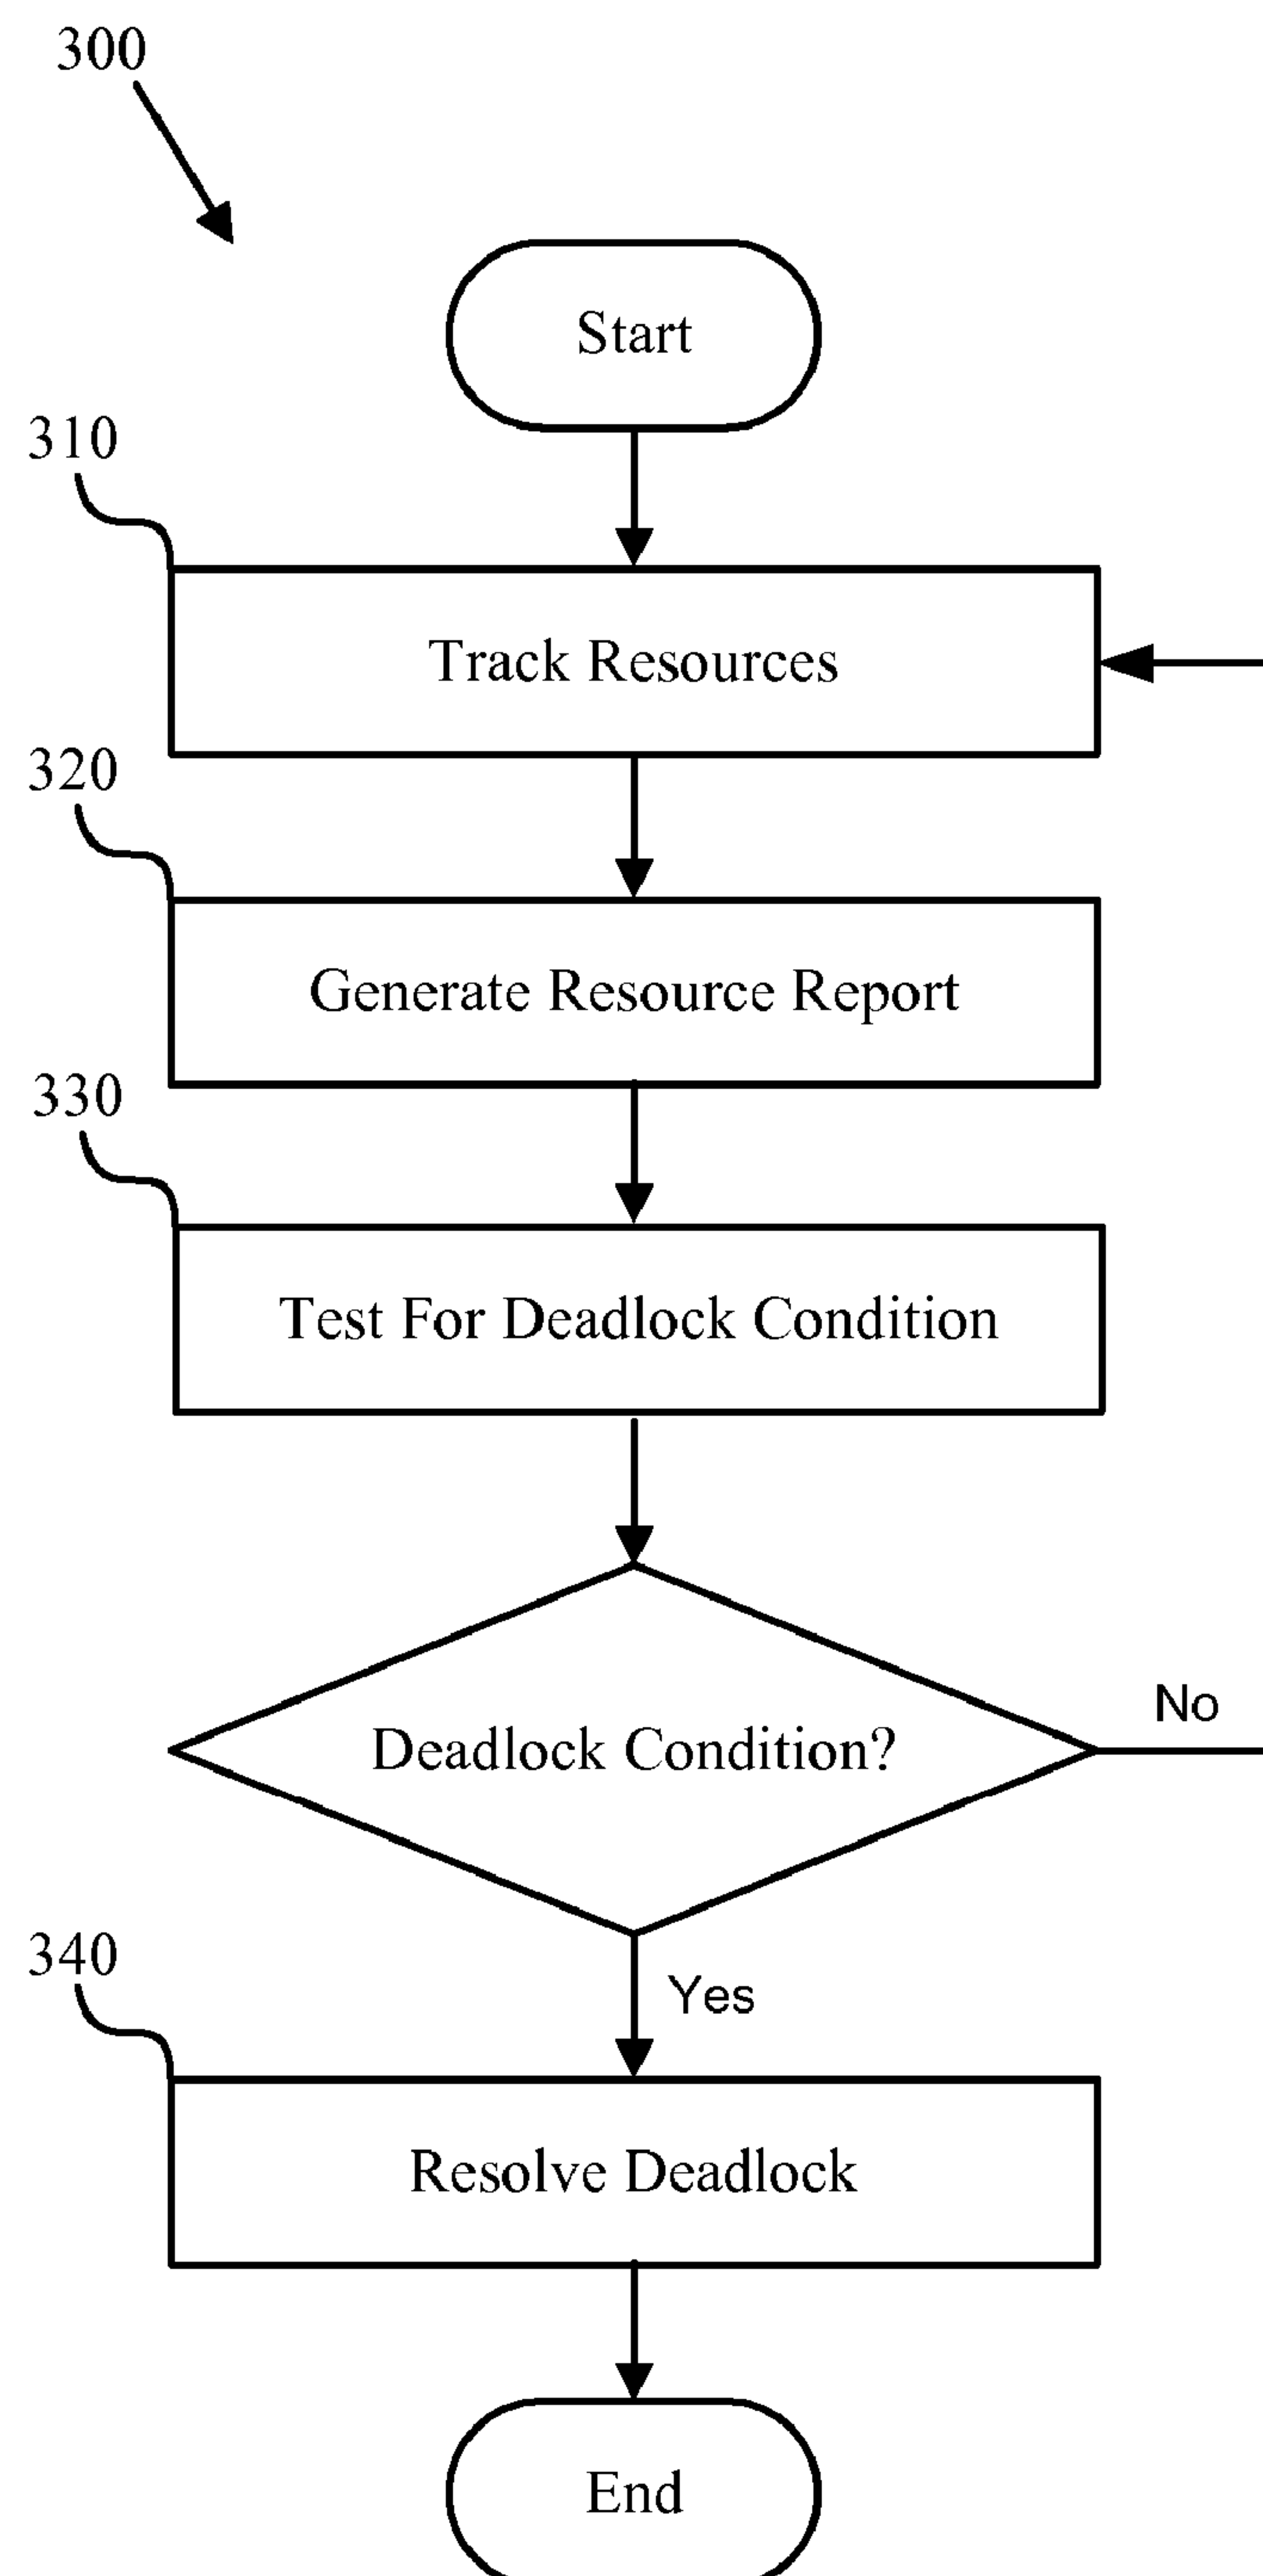 300
Start
310
Track Resources
320
Generate Resource Report
330
Test For Deadlock Condition
Deadlock Condition?
No
Yes
340
Resolve Deadlock
End